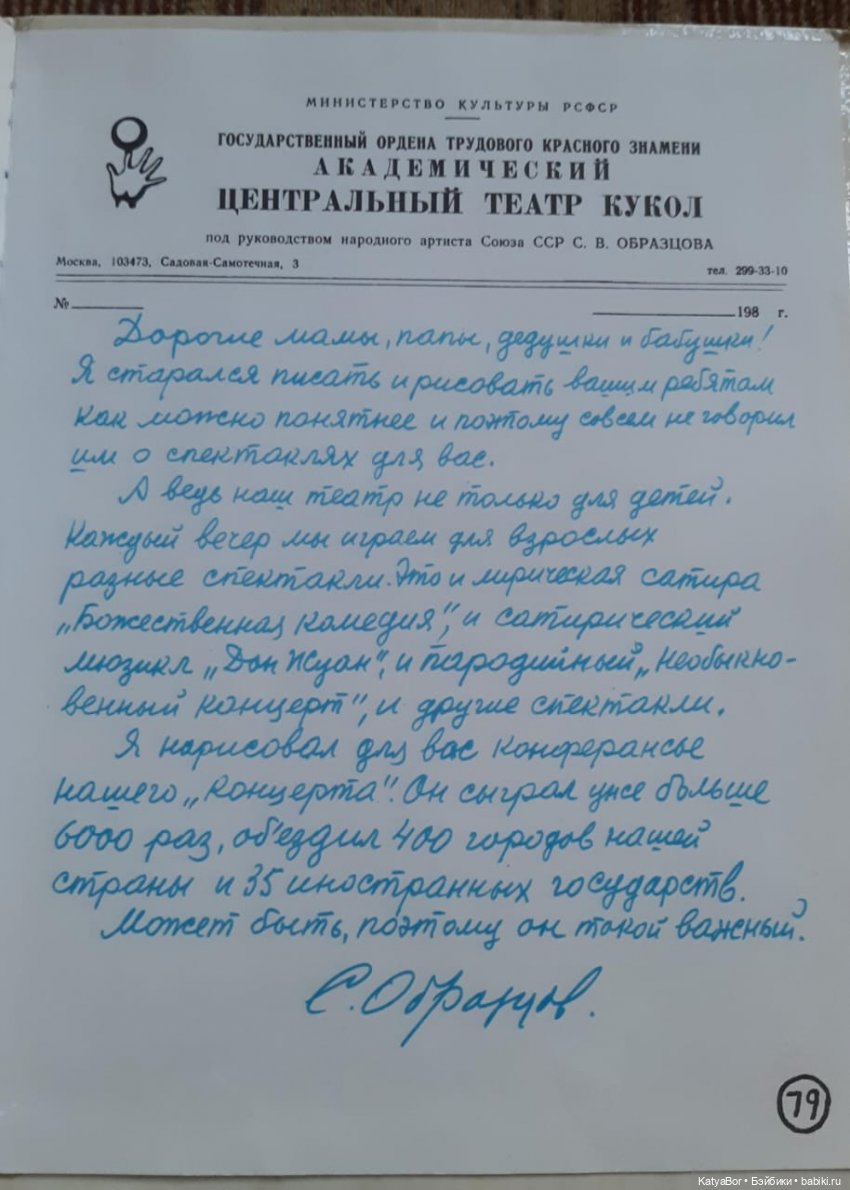 МИНИСТЕРСТВО КУЛЬТУРЫ РСФСР
ГОСУДАРСТВЕННЫЙ ОРДЕНА ТРУДОВОГО КРАСНОГО ЗНАМЕНИ
АКАДЕМИЧЕСКИЙ
ЦЕНТРАЛЬНЫЙ ТЕАТР КУКОЛ
под руководством народного артиста Союза ССР С. В. ОБРАЗЦОВА
Москва, 103473, Садовая-Самотечная, 3
тел. 299-33-10
№ 198 г.
Дорогие мамы, папы, дедушки и бабушки!
Я старался писать и рисовать вашим ребятам
как можно понятнее и поэтому совсем не говорил
им о спектаклях для вас.
А ведь наш театр не только для детей.
Каждый вечер мы играем для взрослых
разные спектакли. Это и лирическая сатира
„Божественная комедия", и сатирический
мюзикл „Дон Жуан", и пародийный „Необыкно-
венный концерт", и другие спектакли.
Я нарисовал для вас конферансье
нашего „Концерта". Он сыграл уже больше
6000 раз, об'ездил 400 городов нашей
страны и 35 иностранных государств.
Может быть, поэтому он такой важный.
С. Образцов.
79
KatyaBor • Бэйбики • babiki.ru